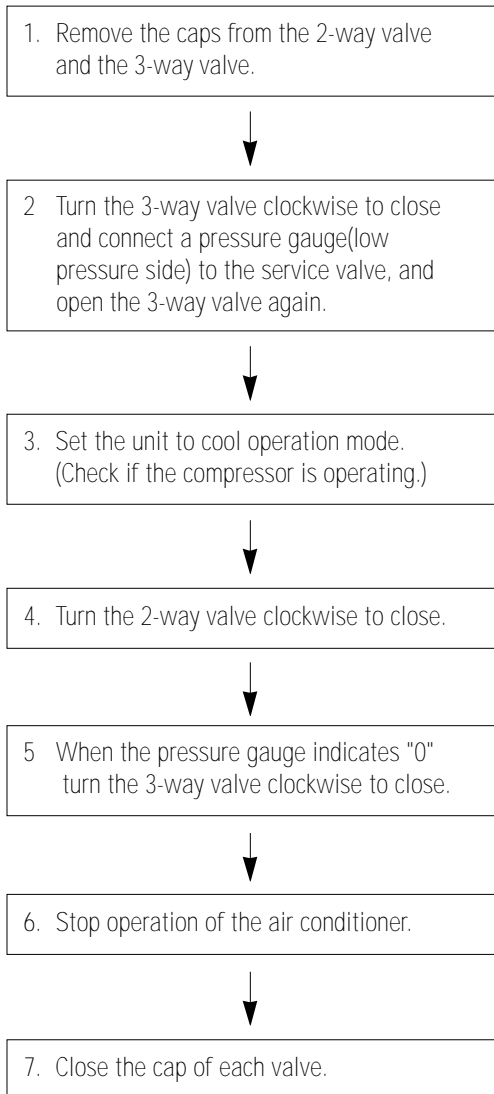 1. Remove the caps from the 2-way valve
and the 3-way valve.
2 Turn the 3-way valve clockwise to close
and connect a pressure gauge(low
pressure side) to the service valve, and
open the 3-way valve again.
3. Set the unit to cool operation mode.
(Check if the compressor is operating.)
4. Turn the 2-way valve clockwise to close.
5 When the pressure gauge indicates "0"
turn the 3-way valve clockwise to close.
6. Stop operation of the air conditioner.
7. Close the cap of each valve.